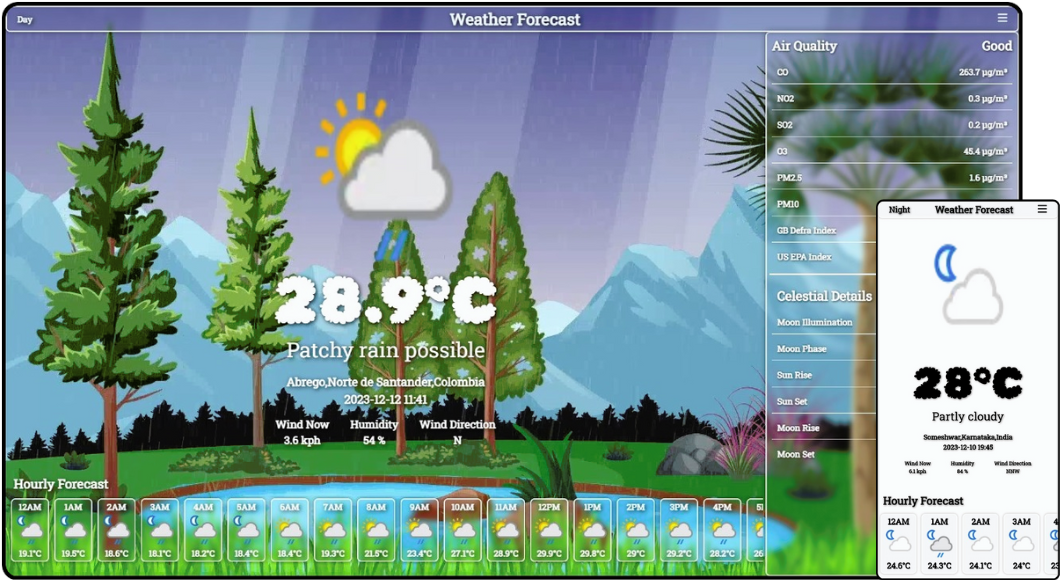 Day
Weather Forecast
28.9°C
Patchy rain possible
Abrego,Norte de Santander,Colombia
2023-12-12 11:41
Wind Now Humidity Wind Direction
3.6 kph 54 % N
Hourly Forecast
12AM 1AM 2AM 3AM 4AM 5AM 6AM 7AM 8AM 9AM 10AM 11AM 12PM 1PM 2PM 3PM 4PM
19.1°C 19.5°C 18.6°C 18.1°C 18.2°C 18.4°C 18.4°C 19.3°C 21.5°C 23.4°C 27.1°C 28.9°C 29.9°C 29.8°C 29°C 29.2°C 28.2°C 26
Air Quality Good
CO 263.7 µg/m³
NO2 0.3 µg/m³
SO2 0.2 µg/m³
O3 45.4 µg/m³
PM2.5 1.6 µg/m³
PM10
GB Defra Index
US EPA Index
Celestial Details
Moon Illumination
Moon Phase
Sun Rise
Sun Set
Moon Rise
Moon Set
Night
Weather Forecast
28°C
Partly cloudy
Someshwar,Karnataka,India
2023-12-10 19:45
Wind Now Humidity Wind Direction
6.1 kph 84 % NNW
Hourly Forecast
12AM 1AM 2AM 3AM
24.6°C 24.3°C 24.1°C 24°C